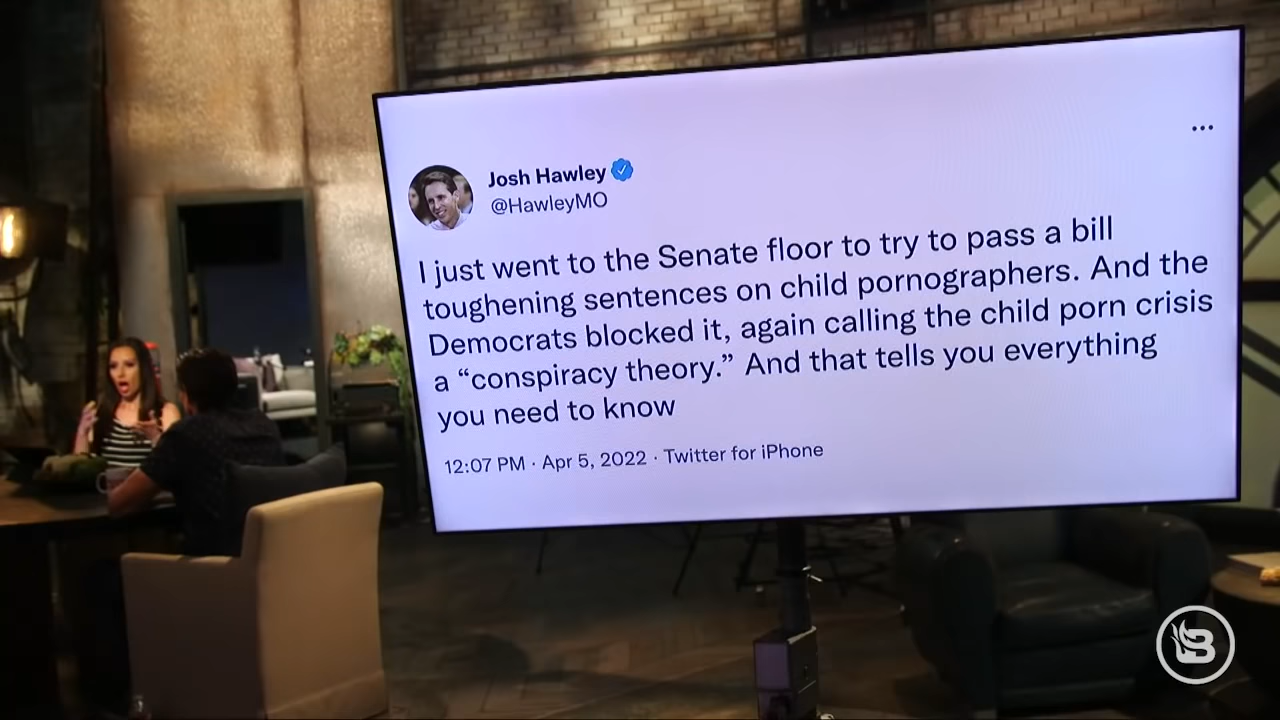 Josh Hawley
@HawleyMO
I just went to the Senate floor to try to pass a bill
toughening sentences on child pornographers. And the
Democrats blocked it, again calling the child porn crisis
a “conspiracy theory.” And that tells you everything
you need to know
12:07 PM · Apr 5, 2022 · Twitter for iPhone
B